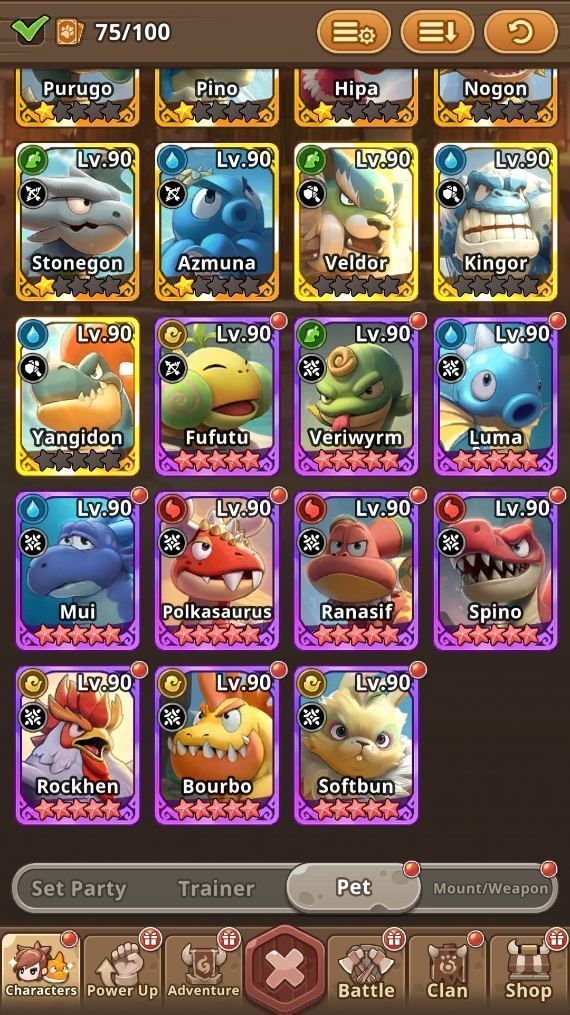 75/100
Purugo Pino Hipa Nogon
Lv.90 Lv.90 Lv.90 Lv.90
Stonegon Azmuna Veldor Kingor
Lv.90 Lv.90 Lv.90 Lv.90
Yangidon Fufutu Veriwyrm Luma
Lv.90 Lv.90 Lv.90 Lv.90
Mui Polkasaurus Ranasif Spino
Lv.90 Lv.90 Lv.90
Rockhen Bourbo Softbun
Set Party Trainer Pet Mount/Weapon
Characters Power Up Adventure Battle Clan Shop